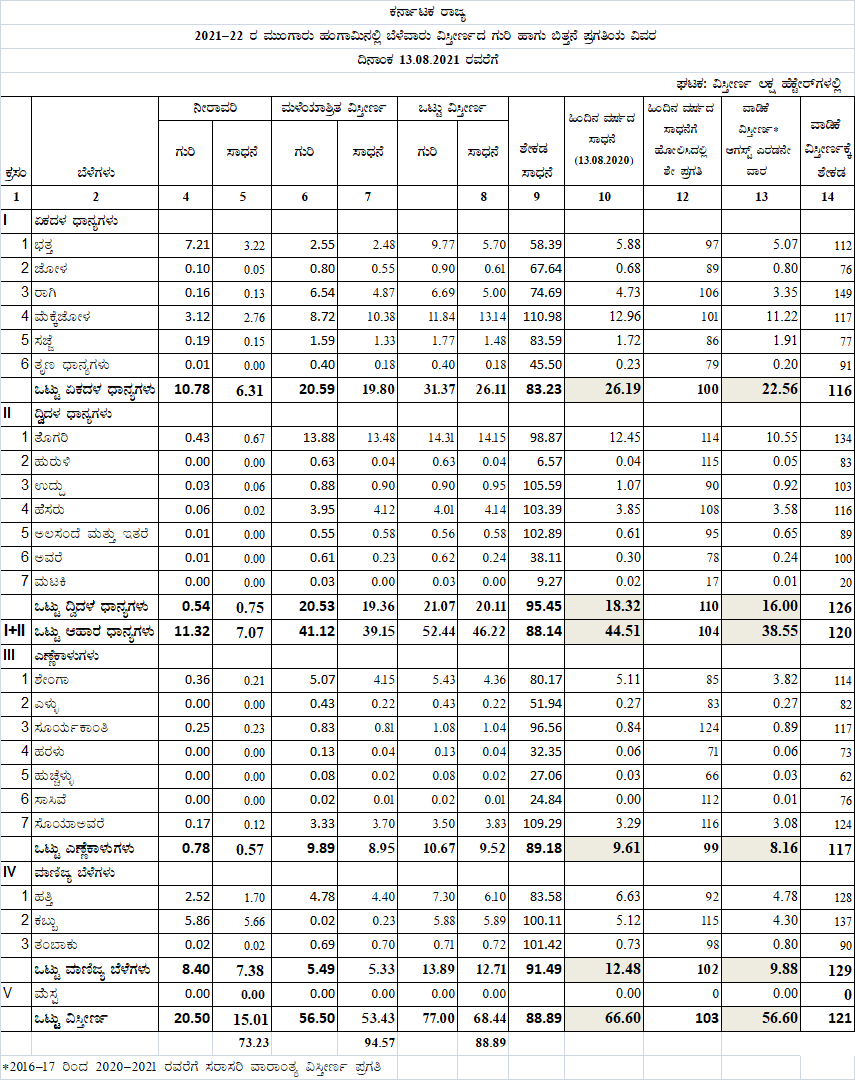 ಕರ್ನಾಟಕ ರಾಜ್ಯ
2021–22 ರ ಮುಂಗಾರು ಹಂಗಾಮಿನಲ್ಲಿ ಬೆಳೆವಾರು ವಿಸ್ತೀರ್ಣದ ಗುರಿ ಹಾಗು ಬಿತ್ತನೆ ಪ್ರಗತಿಯ ವಿವರ
ದಿನಾಂಕ 13.08.2021 ರವರೆಗೆ
ಘಟಕ: ವಿಸ್ತೀರ್ಣ ಲಕ್ಷ ಹೆಕ್ಟೇರ್‌ಗಳಲ್ಲಿ
ಕ್ರಸಂ ಬೆಳೆಗಳು ನೀರಾವರಿ ಮಳೆಯಾಶ್ರಿತ ವಿಸ್ತೀರ್ಣ ಒಟ್ಟು ವಿಸ್ತೀರ್ಣ ಶೇಕಡ ಸಾಧನೆ ಹಿಂದಿನ ವರ್ಷದ ಸಾಧನೆ (13.08.2020) ಹಿಂದಿನ ವರ್ಷದ ಸಾಧನೆಗೆ ಹೋಲಿಸಿದಲ್ಲಿ ಶೇ ಪ್ರಗತಿ ವಾಡಿಕೆ ವಿಸ್ತೀರ್ಣ* ಆಗಸ್ಟ್ ಎರಡನೇ ವಾರ ವಾಡಿಕೆ ವಿಸ್ತೀರ್ಣಕ್ಕೆ ಶೇಕಡ
ಗುರಿ ಸಾಧನೆ ಗುರಿ ಸಾಧನೆ ಗುರಿ ಸಾಧನೆ
1 2 4 5 6 7 8 9 10 12 13 14
I ಏಕದಳ ಧಾನ್ಯಗಳು
1 ಭತ್ತ 7.21 3.22 2.55 2.48 9.77 5.70 58.39 5.88 97 5.07 112
2 ಜೋಳ 0.10 0.05 0.80 0.55 0.90 0.61 67.64 0.68 89 0.80 76
3 ರಾಗಿ 0.16 0.13 6.54 4.87 6.69 5.00 74.69 4.73 106 3.35 149
4 ಮೆಕ್ಕೆಜೋಳ 3.12 2.76 8.72 10.38 11.84 13.14 110.98 12.96 101 11.22 117
5 ಸಜ್ಜೆ 0.19 0.15 1.59 1.33 1.77 1.48 83.59 1.72 86 1.91 77
6 ತೃಣ ಧಾನ್ಯಗಳು 0.01 0.00 0.40 0.18 0.40 0.18 45.50 0.23 79 0.20 91
ಒಟ್ಟು ಏಕದಳ ಧಾನ್ಯಗಳು 10.78 6.31 20.59 19.80 31.37 26.11 83.23 26.19 100 22.56 116
II ದ್ವಿದಳ ಧಾನ್ಯಗಳು
1 ತೊಗರಿ 0.43 0.67 13.88 13.48 14.31 14.15 98.87 12.45 114 10.55 134
2 ಹುರುಳಿ 0.00 0.00 0.63 0.04 0.63 0.04 6.57 0.04 115 0.05 83
3 ಉದ್ದು 0.03 0.06 0.88 0.90 0.90 0.95 105.59 1.07 90 0.92 103
4 ಹೆಸರು 0.06 0.02 3.95 4.12 4.01 4.14 103.39 3.85 108 3.58 116
5 ಅಲಸಂದೆ ಮತ್ತು ಇತರೆ 0.01 0.00 0.55 0.58 0.56 0.58 102.89 0.61 95 0.65 89
6 ಅವರೆ 0.01 0.00 0.61 0.23 0.62 0.24 38.11 0.30 78 0.24 100
7 ಮಟಕಿ 0.00 0.00 0.03 0.00 0.03 0.00 9.27 0.02 17 0.01 20
ಒಟ್ಟು ದ್ವಿದಳ ಧಾನ್ಯಗಳು 0.54 0.75 20.53 19.36 21.07 20.11 95.45 18.32 110 16.00 126
I+II ಒಟ್ಟು ಆಹಾರ ಧಾನ್ಯಗಳು 11.32 7.07 41.12 39.15 52.44 46.22 88.14 44.51 104 38.55 120
III ಎಣ್ಣೆಕಾಳುಗಳು
1 ಶೇಂಗಾ 0.36 0.21 5.07 4.15 5.43 4.36 80.17 5.11 85 3.82 114
2 ಎಳ್ಳು 0.00 0.00 0.43 0.22 0.43 0.22 51.94 0.27 83 0.27 82
3 ಸೂರ್ಯಕಾಂತಿ 0.25 0.23 0.83 0.81 1.08 1.04 96.56 0.84 124 0.89 117
4 ಹರಳು 0.00 0.00 0.13 0.04 0.13 0.04 32.35 0.06 71 0.06 73
5 ಹುಚ್ಚೆಳ್ಳು 0.00 0.00 0.08 0.02 0.08 0.02 27.06 0.03 66 0.03 62
6 ಸಾಸಿವೆ 0.00 0.00 0.02 0.01 0.02 0.01 24.84 0.00 112 0.01 76
7 ಸೊಯಾಅವರೆ 0.17 0.12 3.33 3.70 3.50 3.83 109.29 3.29 116 3.08 124
ಒಟ್ಟು ಎಣ್ಣೆಕಾಳುಗಳು 0.78 0.57 9.89 8.95 10.67 9.52 89.18 9.61 99 8.16 117
IV ವಾಣಿಜ್ಯ ಬೆಳೆಗಳು
1 ಹತ್ತಿ 2.52 1.70 4.78 4.40 7.30 6.10 83.58 6.63 92 4.78 128
2 ಕಬ್ಬು 5.86 5.66 0.02 0.23 5.88 5.89 100.11 5.12 115 4.30 137
3 ತಂಬಾಕು 0.02 0.02 0.69 0.70 0.71 0.72 101.42 0.73 98 0.80 90
ಒಟ್ಟು ವಾಣಿಜ್ಯ ಬೆಳೆಗಳು 8.40 7.38 5.49 5.33 13.89 12.71 91.49 12.48 102 9.88 129
V ಮೆಸ್ಟ 0.00 0.00 0.00 0.00 0.00 0.00 0.00 0 0.00 0
ಒಟ್ಟು ವಿಸ್ತೀರ್ಣ 20.50 15.01 56.50 53.43 77.00 68.44 88.89 66.60 103 56.60 121
73.23 94.57 88.89
*2016–17 ರಿಂದ 2020–2021 ರವರೆಗೆ ಸರಾಸರಿ ವಾರಾಂತ್ಯ ವಿಸ್ತೀರ್ಣ ಪ್ರಗತಿ